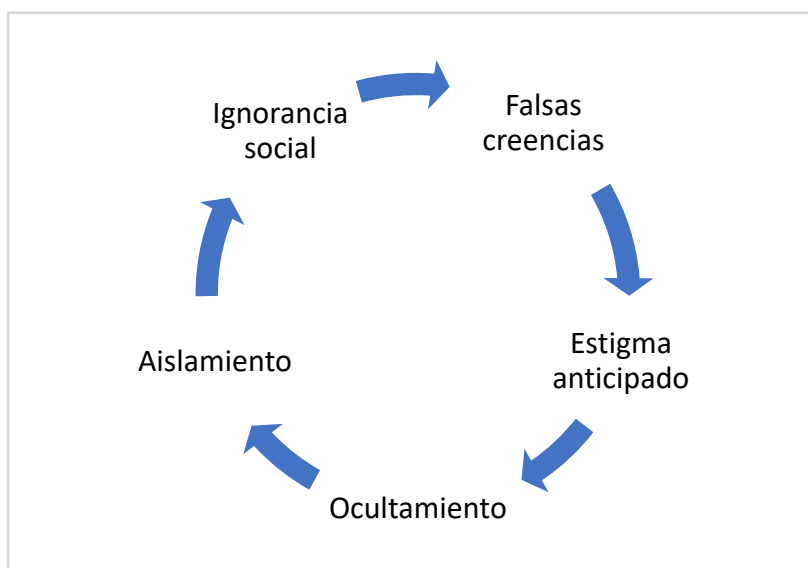 Ignorancia
social
Falsas
creencias
Estigma
anticipado
Ocultamiento
Aislamiento